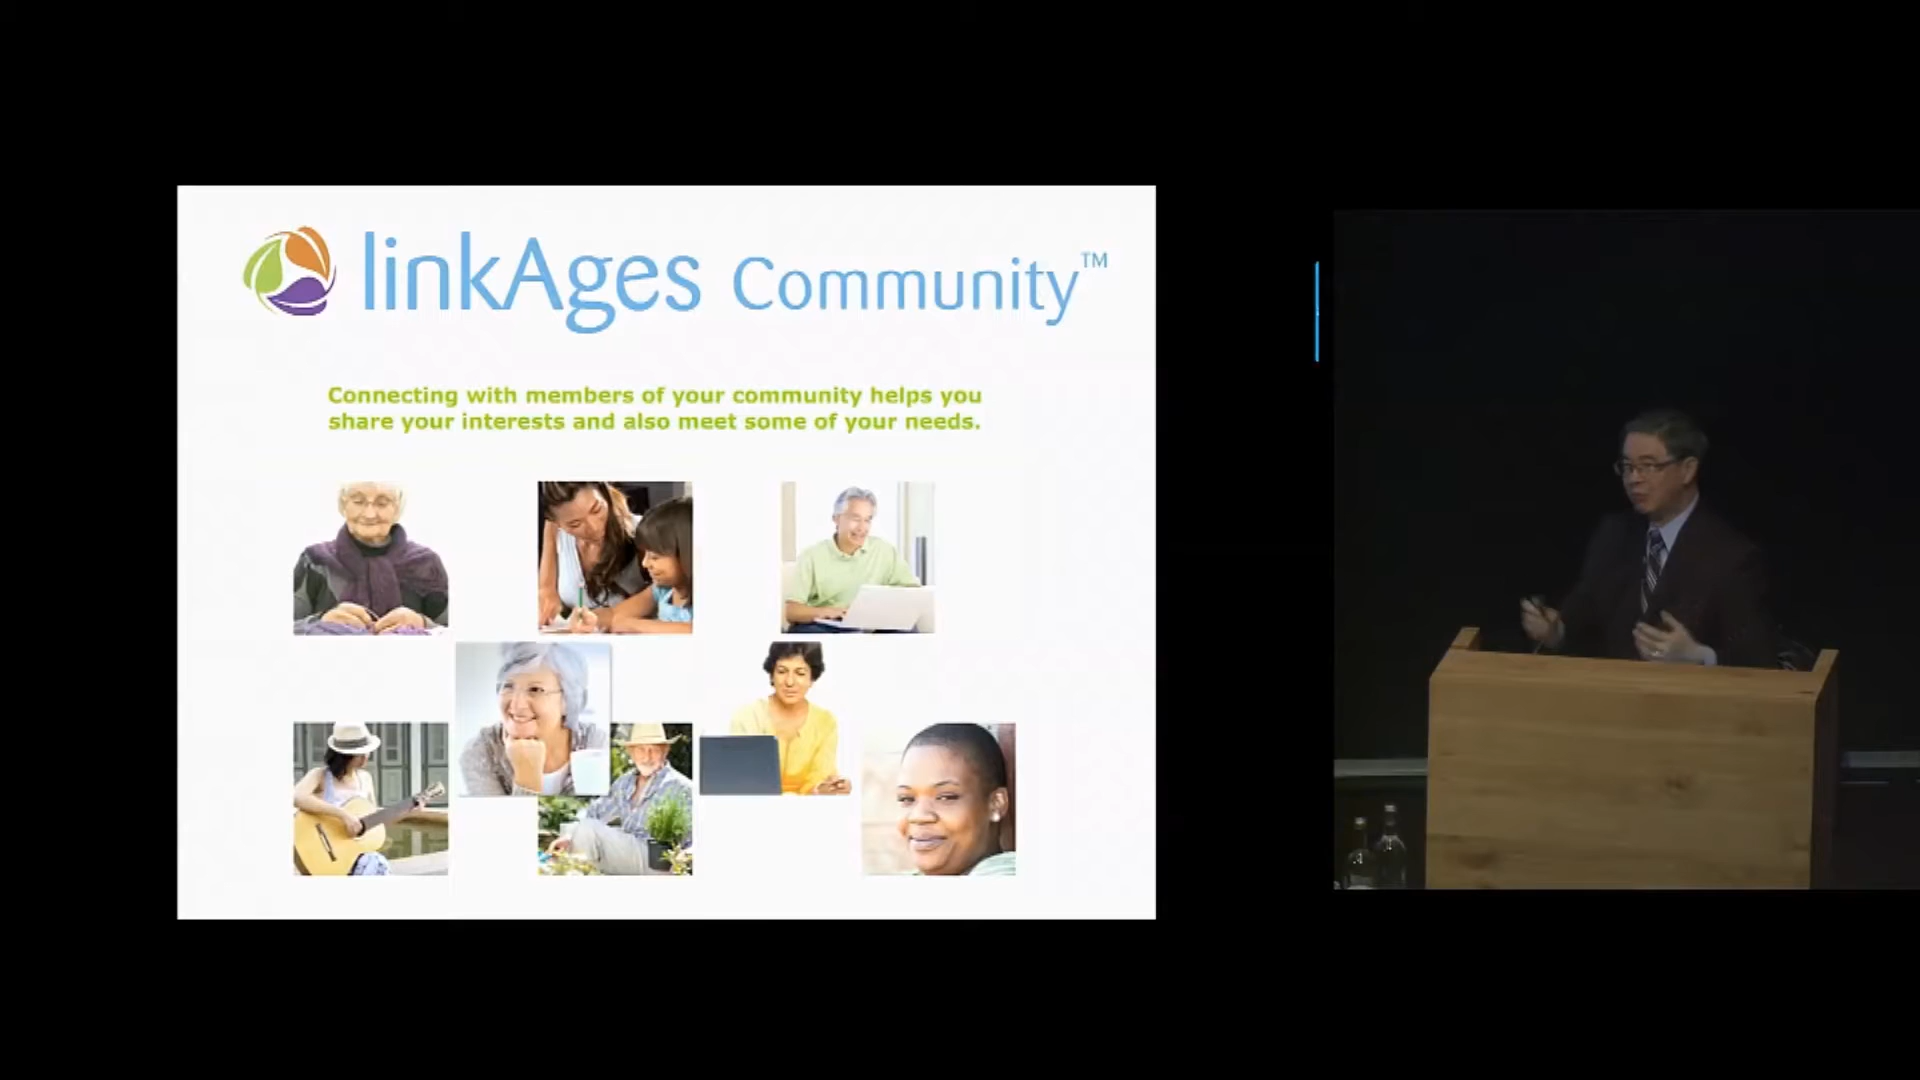 linkAges Community™
Connecting with members of your community helps you
share your interests and also meet some of your needs.